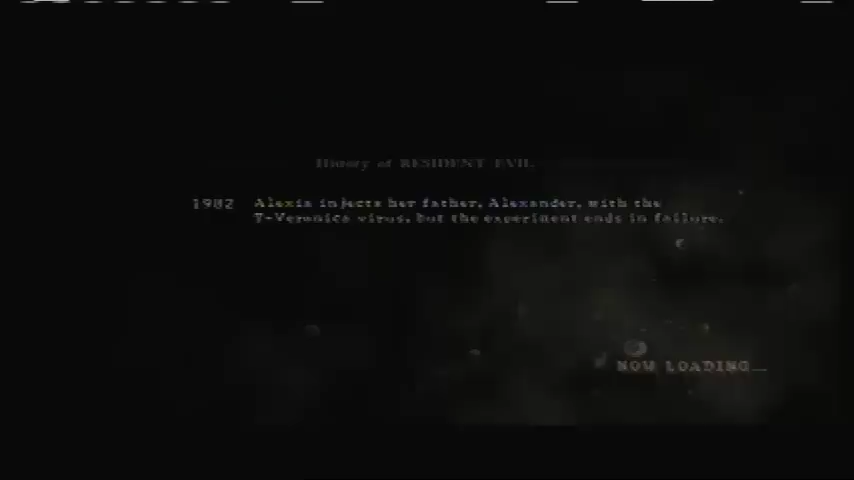 History of RESIDENT EVIL
1982 Alexia injects her father, Alexander, with the
T-Veronica virus, but the experiment ends in failure.
NOW LOADING...